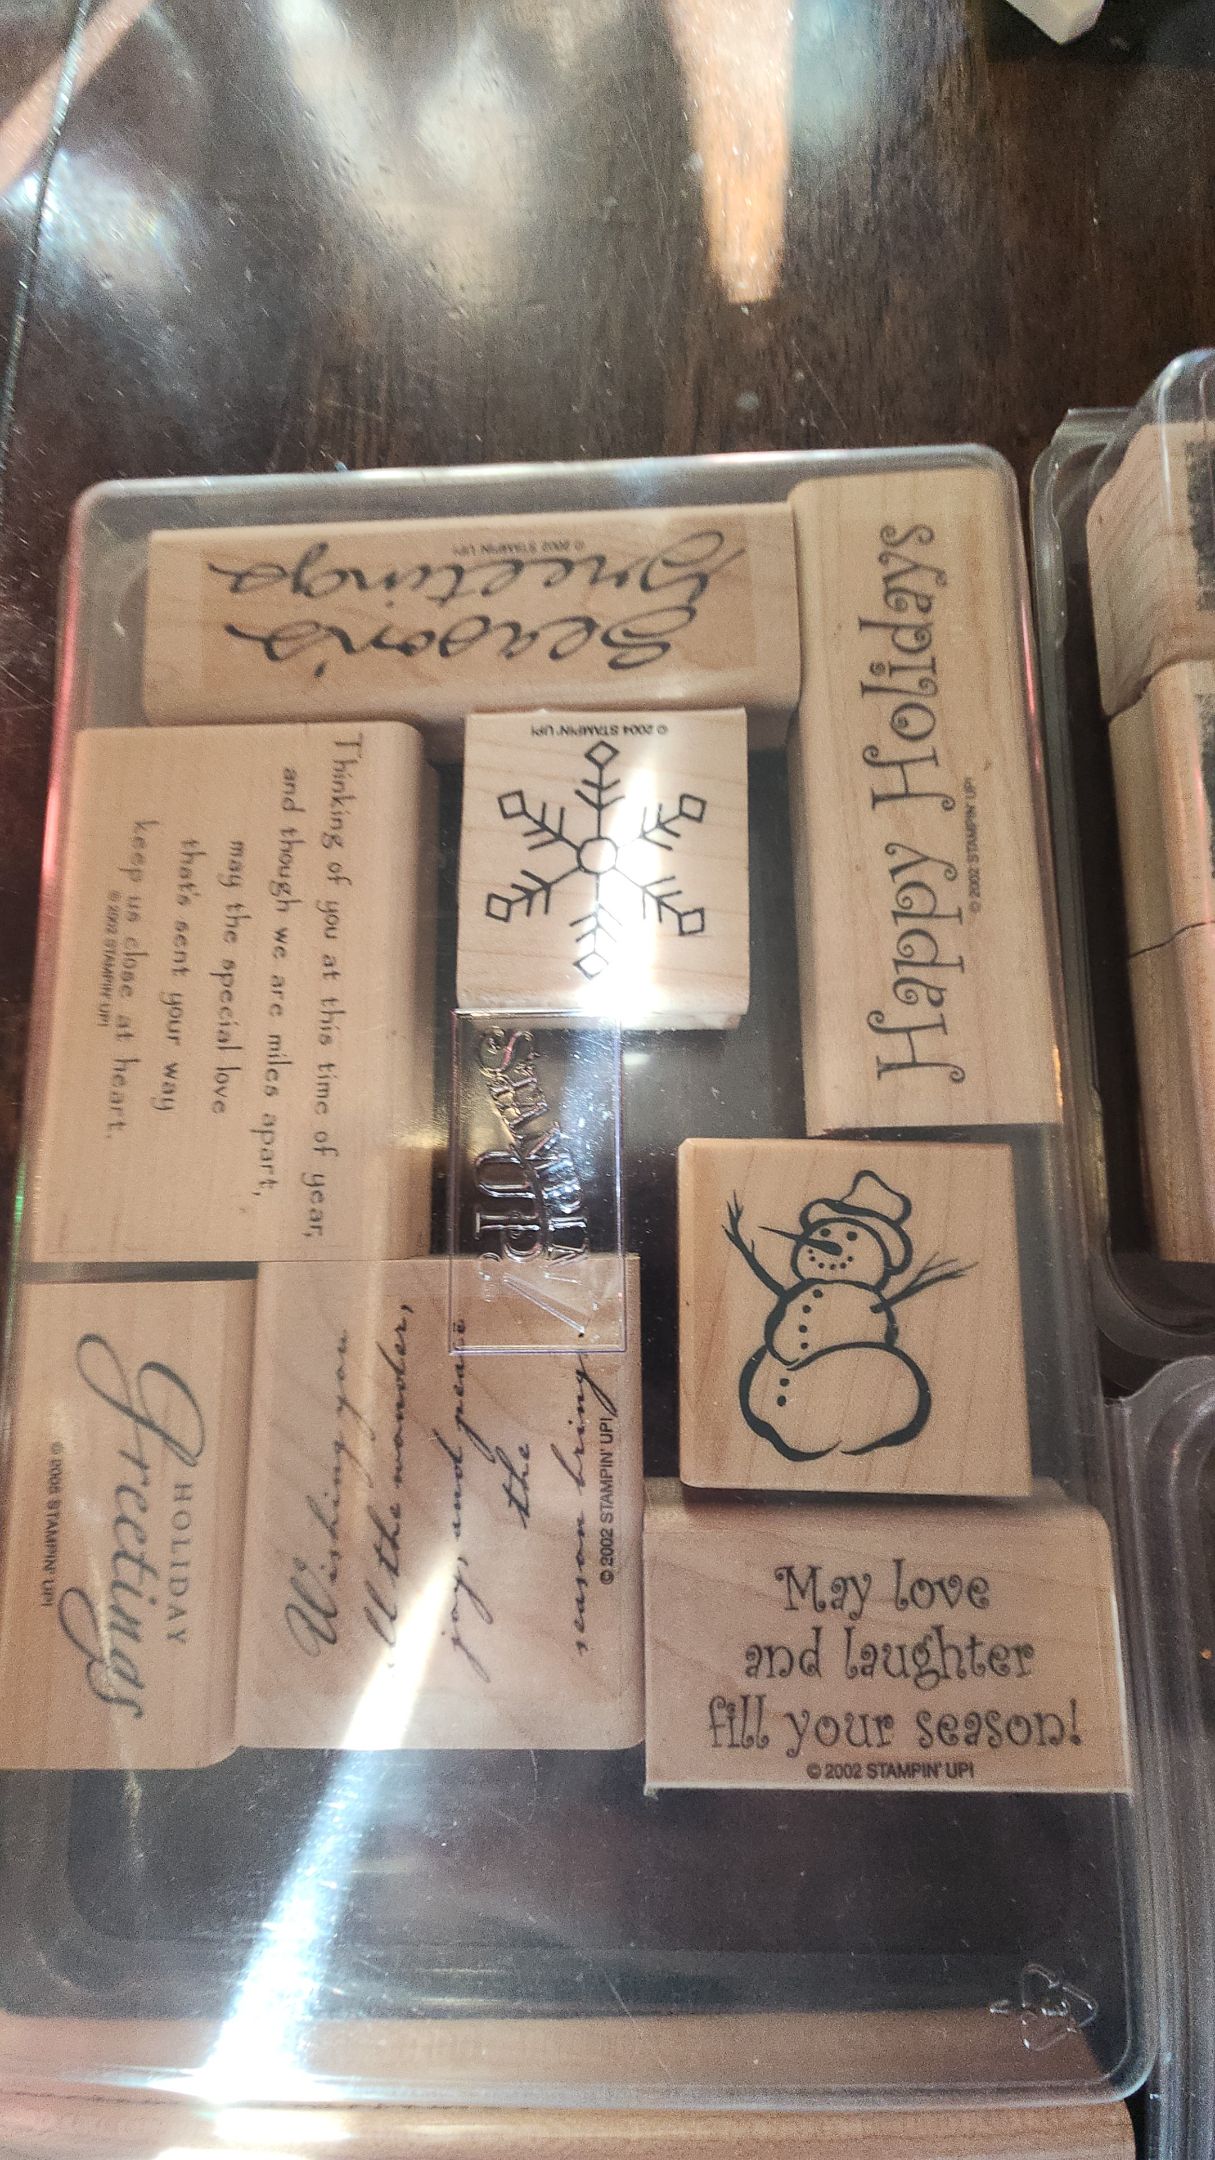 Season's
Greetings
© 2002 STAMPIN' UP!
Happy Holidays
© 2002 STAMPIN' UP!
© 2004 STAMPIN' UP!
Thinking of you at this time of year,
and though we are miles apart,
may the special love
that's sent your way
keep us close at heart.
© 2002 STAMPIN' UP!
STAMPIN'
UP!
HOLIDAY
Greetings
STAMPIN' UP!
Wishing you
all the wonder,
joy, and peace
the
season brings.
© 2002 STAMPIN' UP!
May love
and laughter
fill your season!
© 2002 STAMPIN' UP!